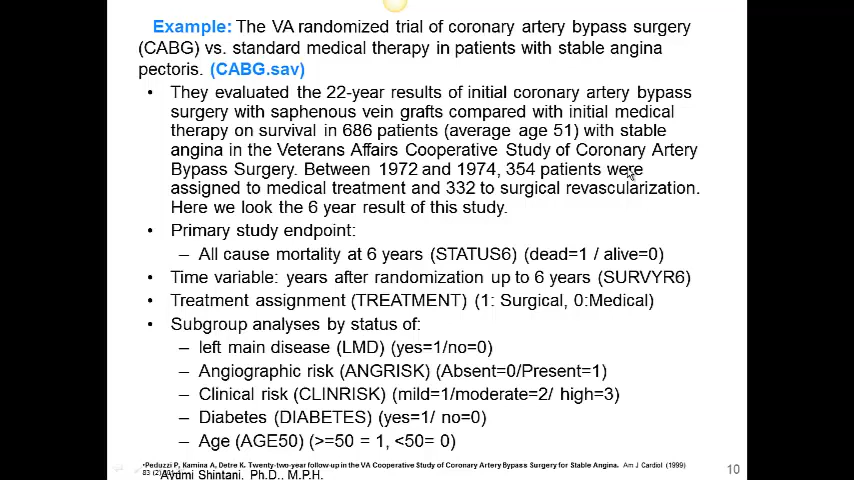 Example: The VA randomized trial of coronary artery bypass surgery
(CABG) vs. standard medical therapy in patients with stable angina
pectoris. (CABG.sav)
• They evaluated the 22-year results of initial coronary artery bypass
surgery with saphenous vein grafts compared with initial medical
therapy on survival in 686 patients (average age 51) with stable
angina in the Veterans Affairs Cooperative Study of Coronary Artery
Bypass Surgery. Between 1972 and 1974, 354 patients were
assigned to medical treatment and 332 to surgical revascularization.
Here we look the 6 year result of this study.
• Primary study endpoint:
– All cause mortality at 6 years (STATUS6) (dead=1 / alive=0)
• Time variable: years after randomization up to 6 years (SURVYR6)
• Treatment assignment (TREATMENT) (1: Surgical, 0:Medical)
• Subgroup analyses by status of:
– left main disease (LMD) (yes=1/no=0)
– Angiographic risk (ANGRISK) (Absent=0/Present=1)
– Clinical risk (CLINRISK) (mild=1/moderate=2/ high=3)
– Diabetes (DIABETES) (yes=1/ no=0)
– Age (AGE50) (>=50 = 1, <50= 0)
•Peduzzi P, Kamina A, Detre K. Twenty-two-year follow-up in the VA Cooperative Study of Coronary Artery Bypass Surgery for Stable Angina. Am J Cardiol (1999)
83 (2)
Ayumi Shintani, Ph.D., M.P.H.
10